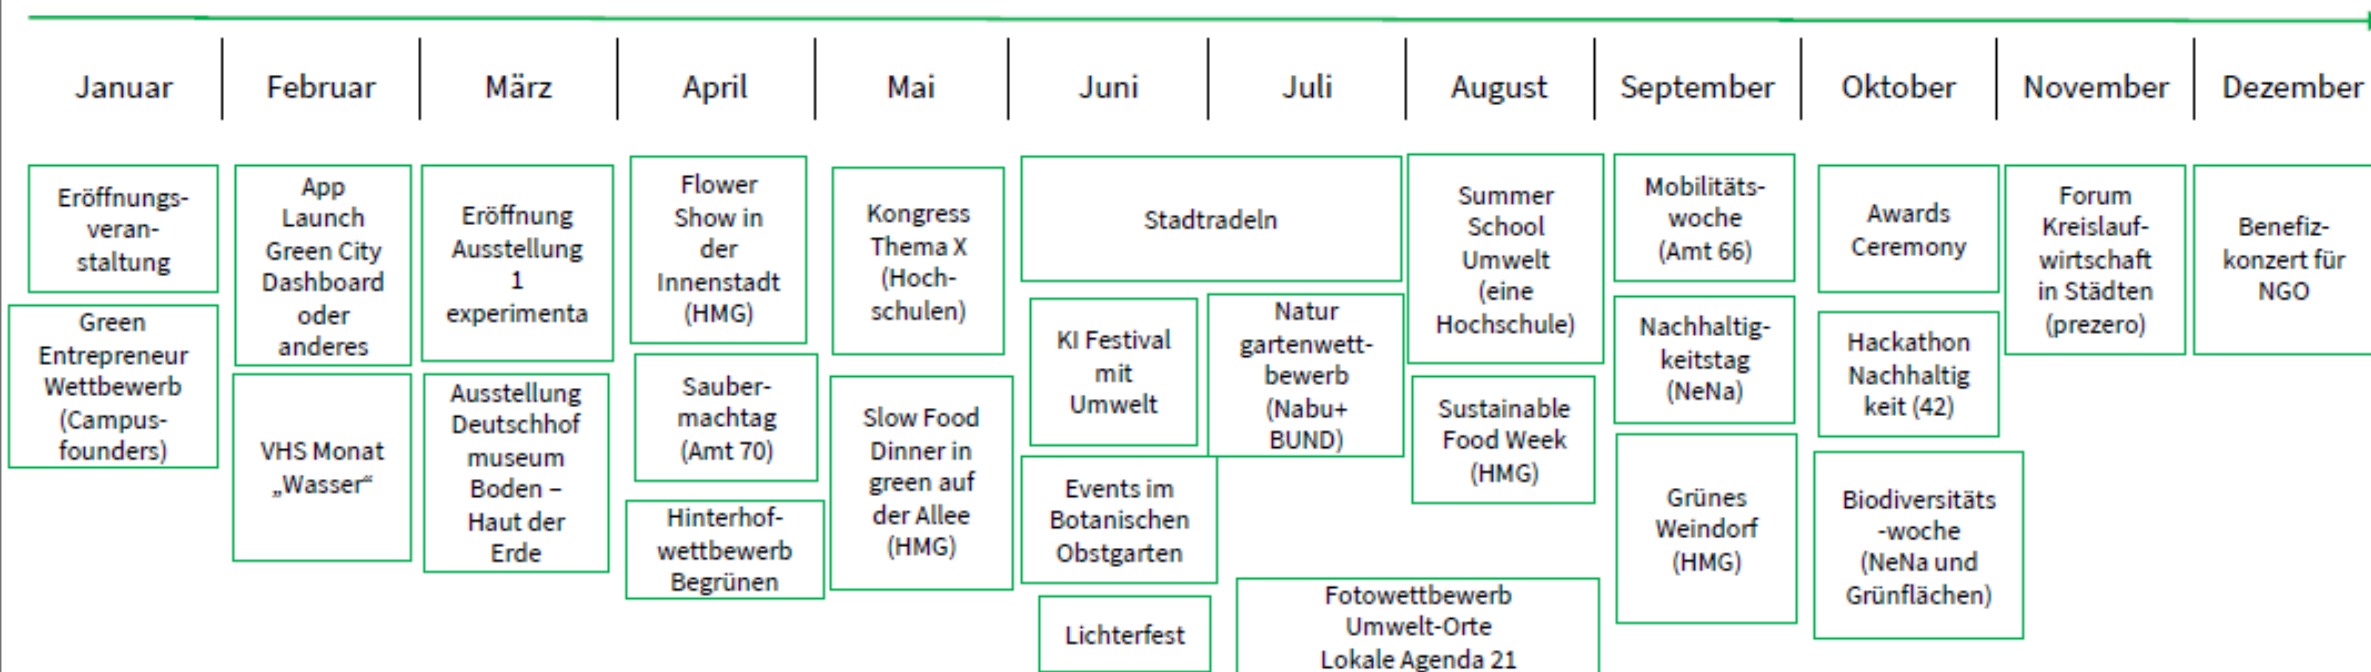 Januar
Februar
März
April
Mai
Juni
Juli
August
September
Oktober
November
Dezember
Eröffnungs-
veran-
staltung
Green
Entrepreneur
Wettbewerb
(Campus-
founders)
App
Launch
Green City
Dashboard
oder
anderes
VHS Monat
„Wasser“
Eröffnung
Ausstellung
1
experimenta
Ausstellung
Deutschhof
museum
Boden –
Haut der
Erde
Flower
Show in
der
Innenstadt
(HMG)
Sauber-
machtag
(Amt 70)
Hinterhof-
wettbewerb
Begrünen
Kongress
Thema X
(Hoch-
schulen)
Slow Food
Dinner in
green auf
der Allee
(HMG)
Stadtradeln
KI Festival
mit
Umwelt
Events im
Botanischen
Obstgarten
Lichterfest
Natur
gartenwett-
bewerb
(Nabu+
BUND)
Fotowettbewerb
Umwelt-Orte
Lokale Agenda 21
Summer
School
Umwelt
(eine
Hochschule)
Sustainable
Food Week
(HMG)
Mobilitäts-
woche
(Amt 66)
Nachhaltig-
keitstag
(NeNa)
Grünes
Weindorf
(HMG)
Awards
Ceremony
Hackathon
Nachhaltig
keit (42)
Biodiversitäts
-woche
(NeNa und
Grünflächen)
Forum
Kreislauf-
wirtschaft
in Städten
(prezero)
Benefiz-
konzert für
NGO